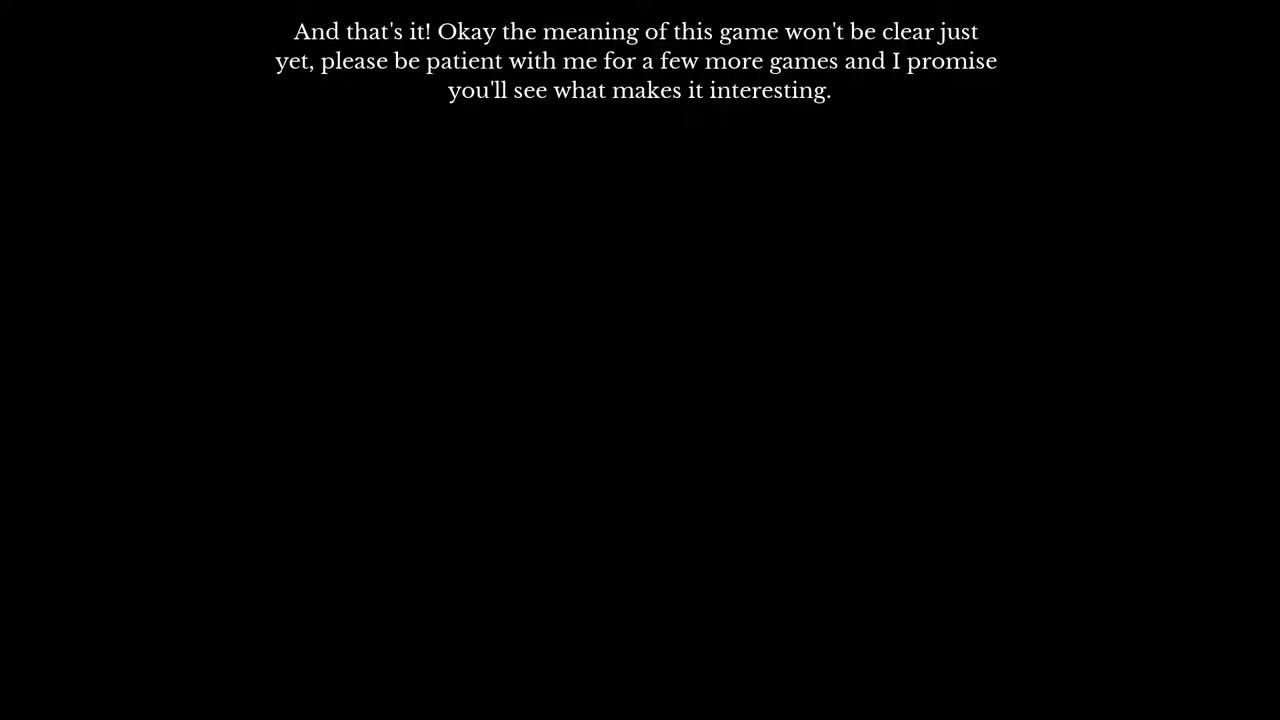 And that's it! Okay the meaning of this game won't be clear just
yet, please be patient with me for a few more games and I promise
you'll see what makes it interesting.